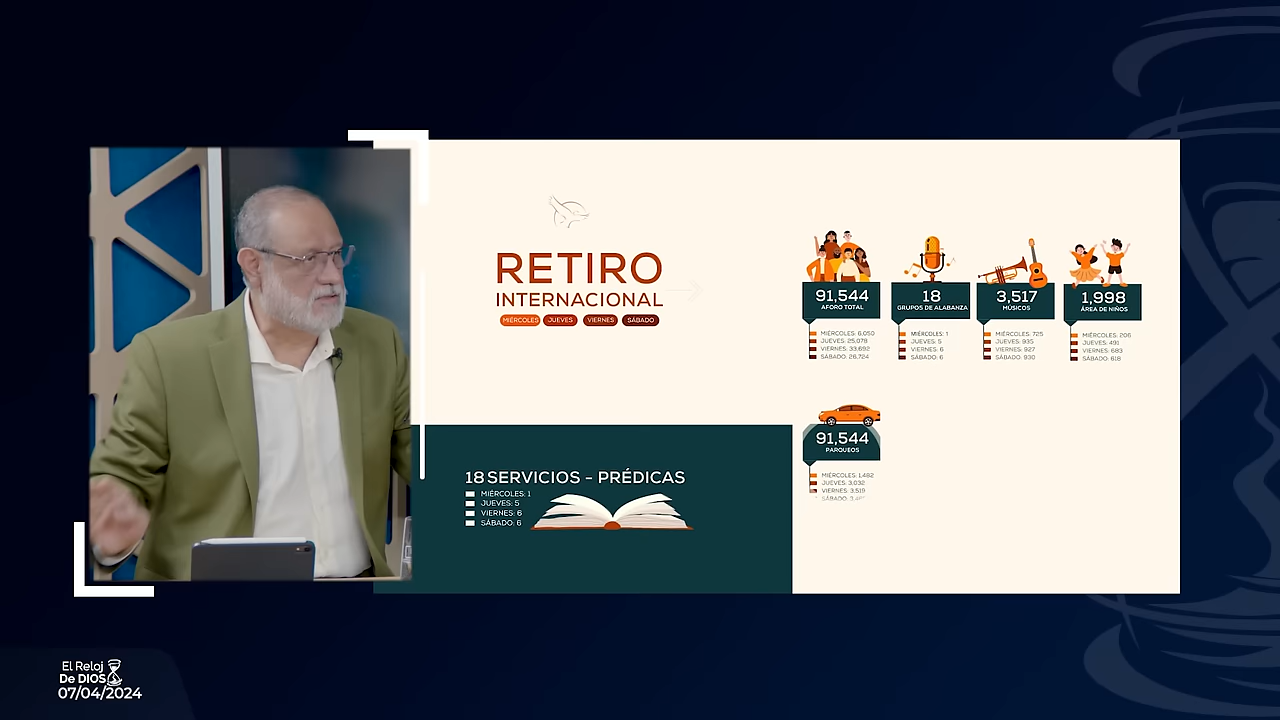 RETIRO
INTERNACIONAL
MIÉRCOLES JUEVES VIERNES SÁBADO
18 SERVICIOS - PRÉDICAS
MIÉRCOLES: 1
JUEVES: 5
VIERNES: 6
SÁBADO: 6
91,544
AFORO TOTAL
MIÉRCOLES: 6,050
JUEVES: 25,078
VIERNES: 33,692
SÁBADO: 26,724
18
GRUPOS DE ALABANZA
MIÉRCOLES: 1
JUEVES: 5
VIERNES: 6
SÁBADO: 6
3,517
MÚSICOS
MIÉRCOLES: 725
JUEVES: 935
VIERNES: 927
SÁBADO: 930
1,998
ÁREA DE NIÑOS
MIÉRCOLES: 206
JUEVES: 491
VIERNES: 683
SÁBADO: 618
91,544
PARQUEOS
MIÉRCOLES: 1,482
JUEVES: 3,032
VIERNES: 3,519
SÁBADO:
El Reloj
De DIOS
07/04/2024